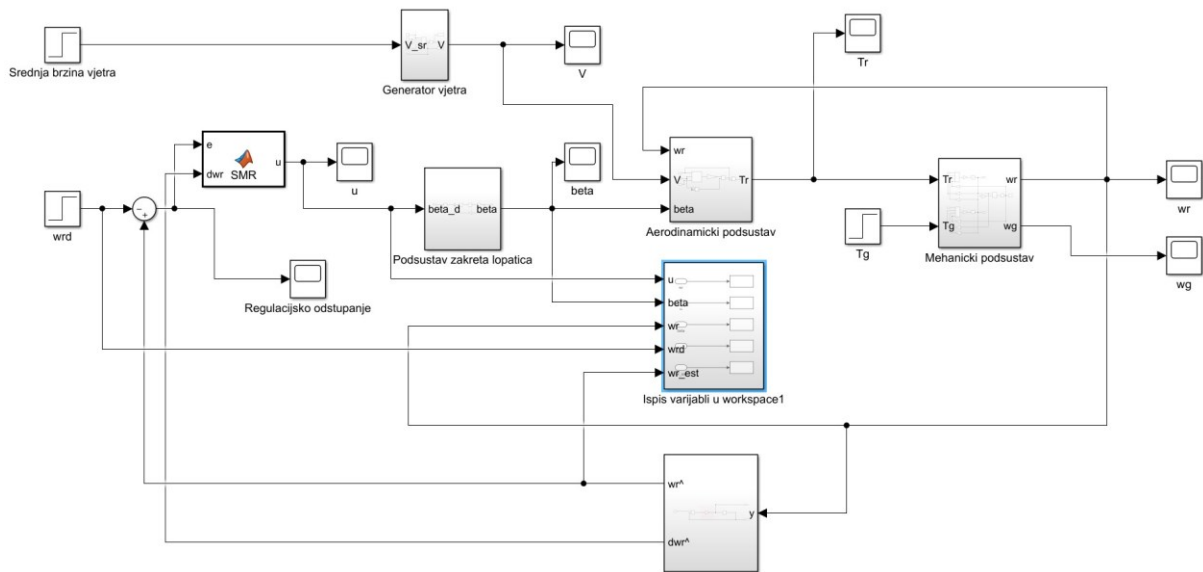 V_sr V
Srednja brzina vjetra
Generator vjetra
V
Tr
e
dwr
u
SMR
u
wrd
− +
Regulacijsko odstupanje
beta_d beta
Podsustav zakreta lopatica
beta
wr
V
beta
Tr
Aerodinamicki podsustav
Tg
Tr
Tg
wr
wg
Mehanicki podsustav
wr
wg
u
beta
wr
wrd
wr_est
Ispis varijabli u workspace1
wr^
dwr^
y